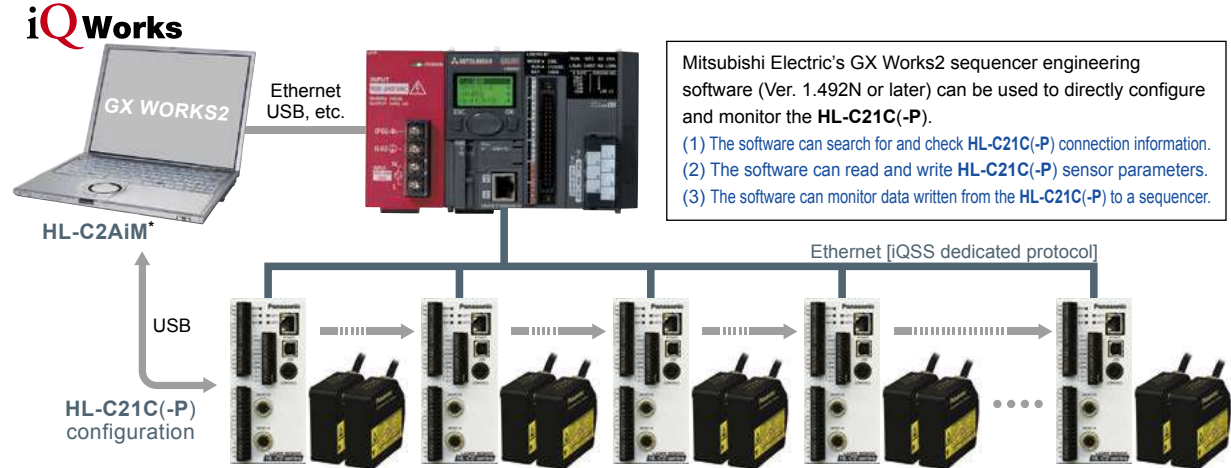 iQ Works
GX WORKS2
Ethernet
USB, etc.
MITSUBISHI
INPUT
ESC
OK
Mitsubishi Electric's GX Works2 sequencer engineering
software (Ver. 1.492N or later) can be used to directly configure
and monitor the HL-C21C(-P).
(1) The software can search for and check HL-C21C(-P) connection information.
(2) The software can read and write HL-C21C(-P) sensor parameters.
(3) The software can monitor data written from the HL-C21C(-P) to a sequencer.
HL-C2AiM*
Ethernet [iQSS dedicated protocol]
USB
Panasonic
Panasonic
Panasonic
Panasonic
Panasonic
HL-C21C(-P)
configuration